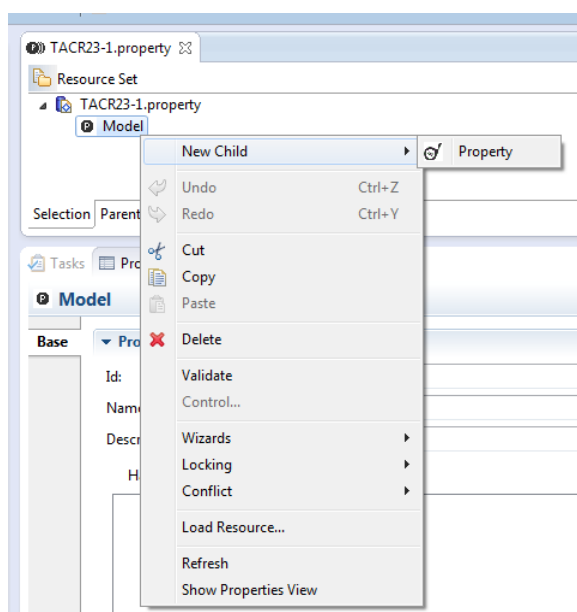 TACR23-1.property
Resource Set
TACR23-1.property
Model
New Child
Property
Undo Ctrl+Z
Selection Parent Redo Ctrl+Y
Cut
Tasks Pro
Copy
Model
Paste
Base Pro Delete
Id: Validate
Name Control...
Descr Wizards
H Locking
Conflict
Load Resource...
Refresh
Show Properties View